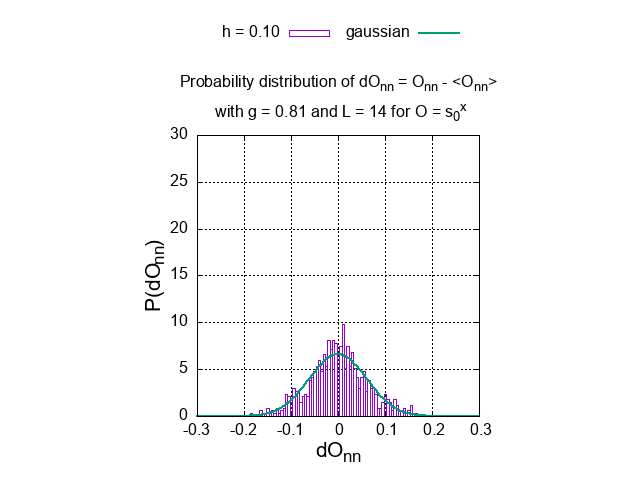 h = 0.10 gaussian
Probability distribution of dOnn = Onn - <Onn>
with g = 0.81 and L = 14 for O = s0x
30
25
20
15
10
5
0
P(dOnn)
-0.3 -0.2 -0.1 0 0.1 0.2 0.3
dOnn